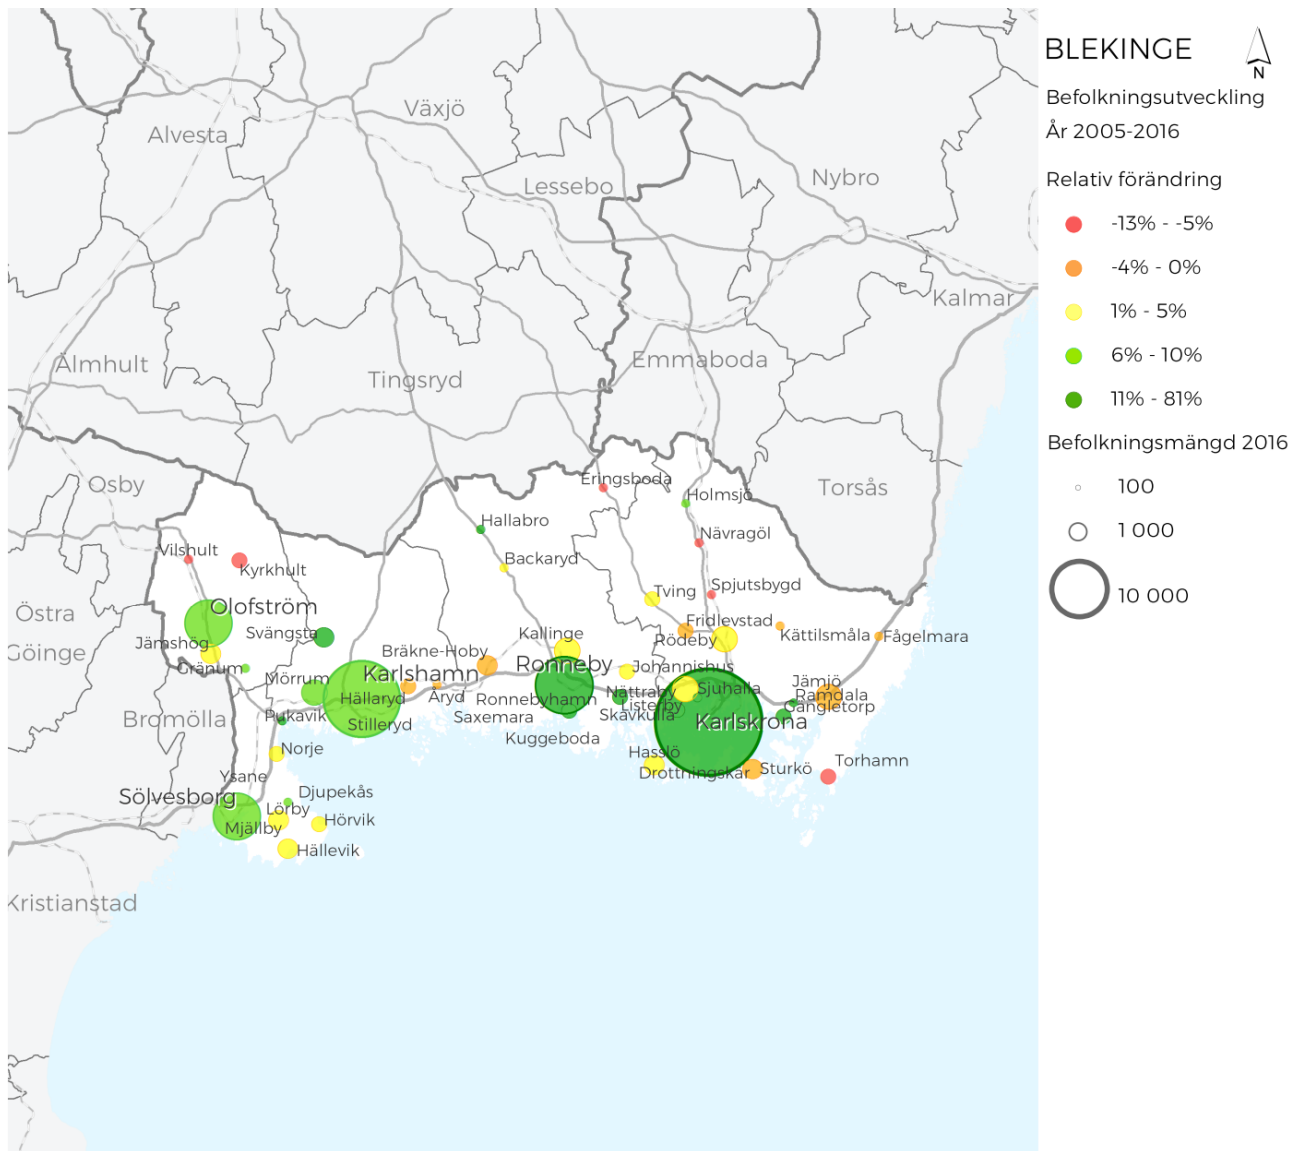 BLEKINGE
N
Befolkningsutveckling
År 2005-2016
Relativ förändring
-13% - -5%
-4% - 0%
1% - 5%
6% - 10%
11% - 81%
Befolkningsmängd 2016
100
1 000
10 000
Växjö
Alvesta
Lessebo
Nybro
Kalmar
Älmhult
Emmaboda
Tingsryd
Osby
Torsås
Eringsboda
Holmsjö
Hallabro
Nävragöl
Vilshult
Backaryd
Kyrkhult
Spjutsbygd
Tving
Östra
Göinge
Olofström
Fridlevstad
Svängsta
Kallinge
Rödeby
Kättilsmåla
Fågelmara
Jämshög
Bräkne-Hoby
Gränum
Ronneby
Johannishus
Karlshamn
Mörrum
Jämjö
Nättraby
Sjuhalla
Ramdala
Hällaryd
Åryd
Ronnebyhamn
Listerby
Gängletorp
Pukavik
Stilleryd
Saxemara
Skavkulla
Karlskrona
Bromölla
Kuggeboda
Norje
Hasslö
Drottningskär
Sturkö
Torhamn
Ysane
Djupekås
Sölvesborg
Lörby
Hörvik
Mjällby
Hällevik
Kristianstad